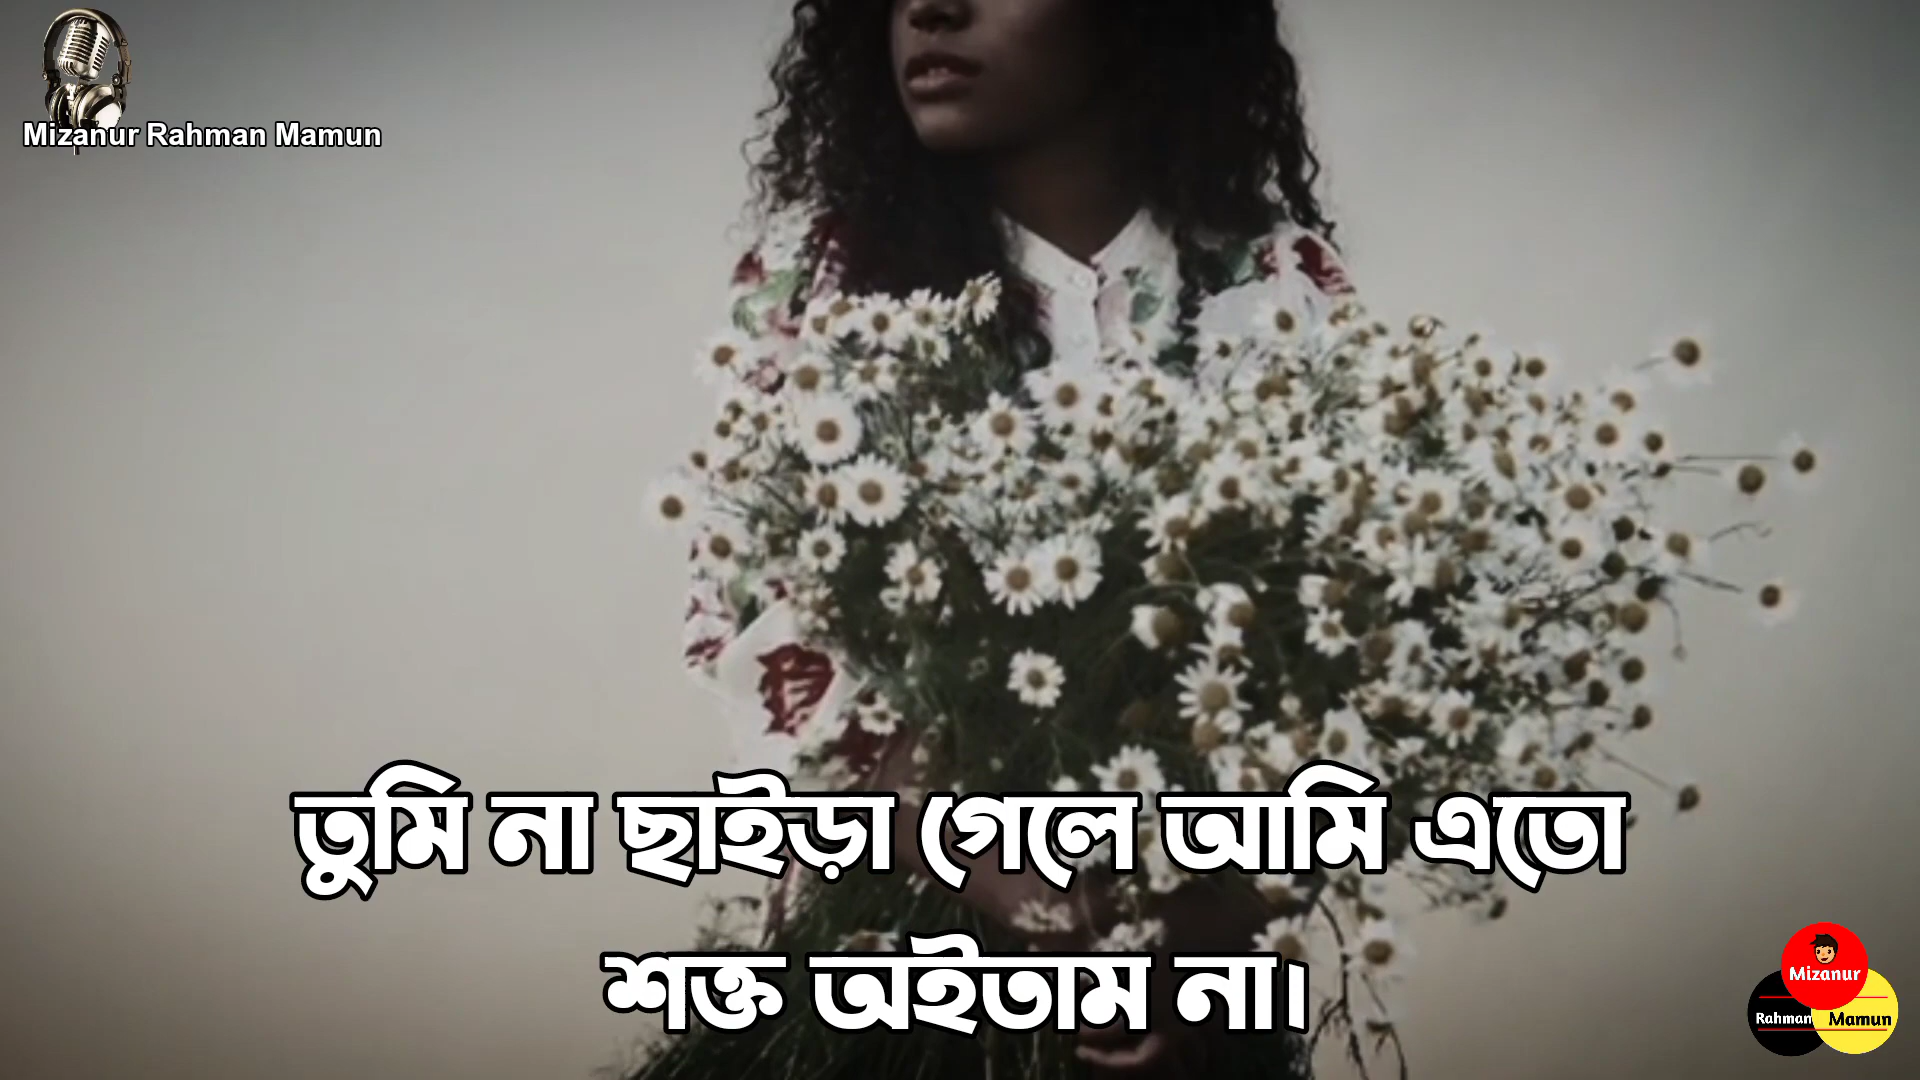 Mizanur Rahman Mamun
তুমি না ছাইড়া গেলে আমি এতো
শক্ত অইতাম না।
Mizanur
Rahman Mamun